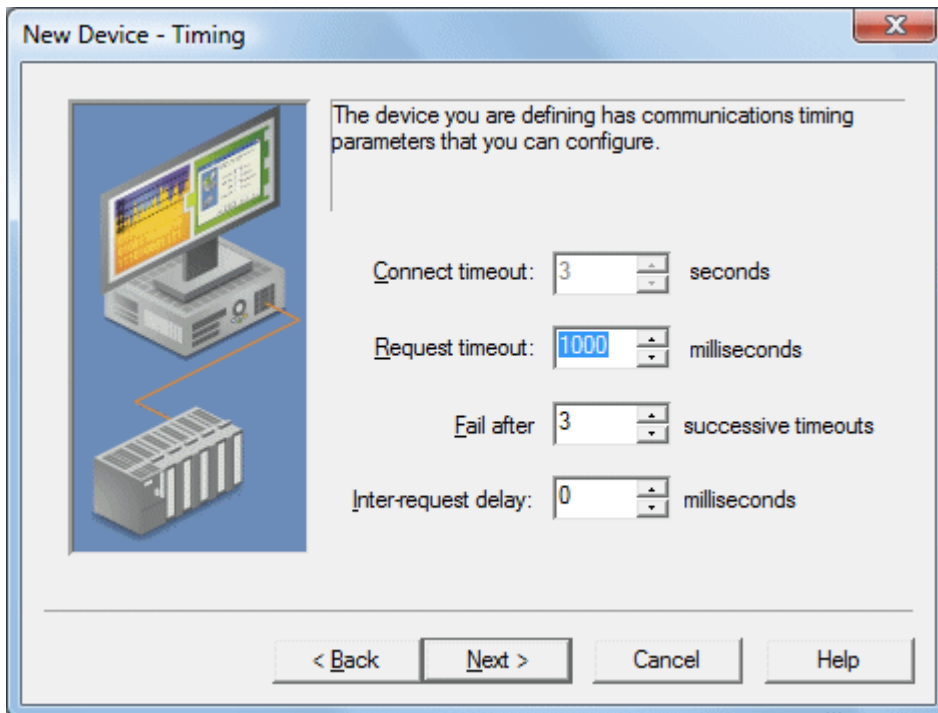 New Device - Timing
The device you are defining has communications timing
parameters that you can configure.
Connect timeout: 3 seconds
Request timeout: 1000 milliseconds
Fail after 3 successive timeouts
Inter-request delay: 0 milliseconds
< Back Next > Cancel Help